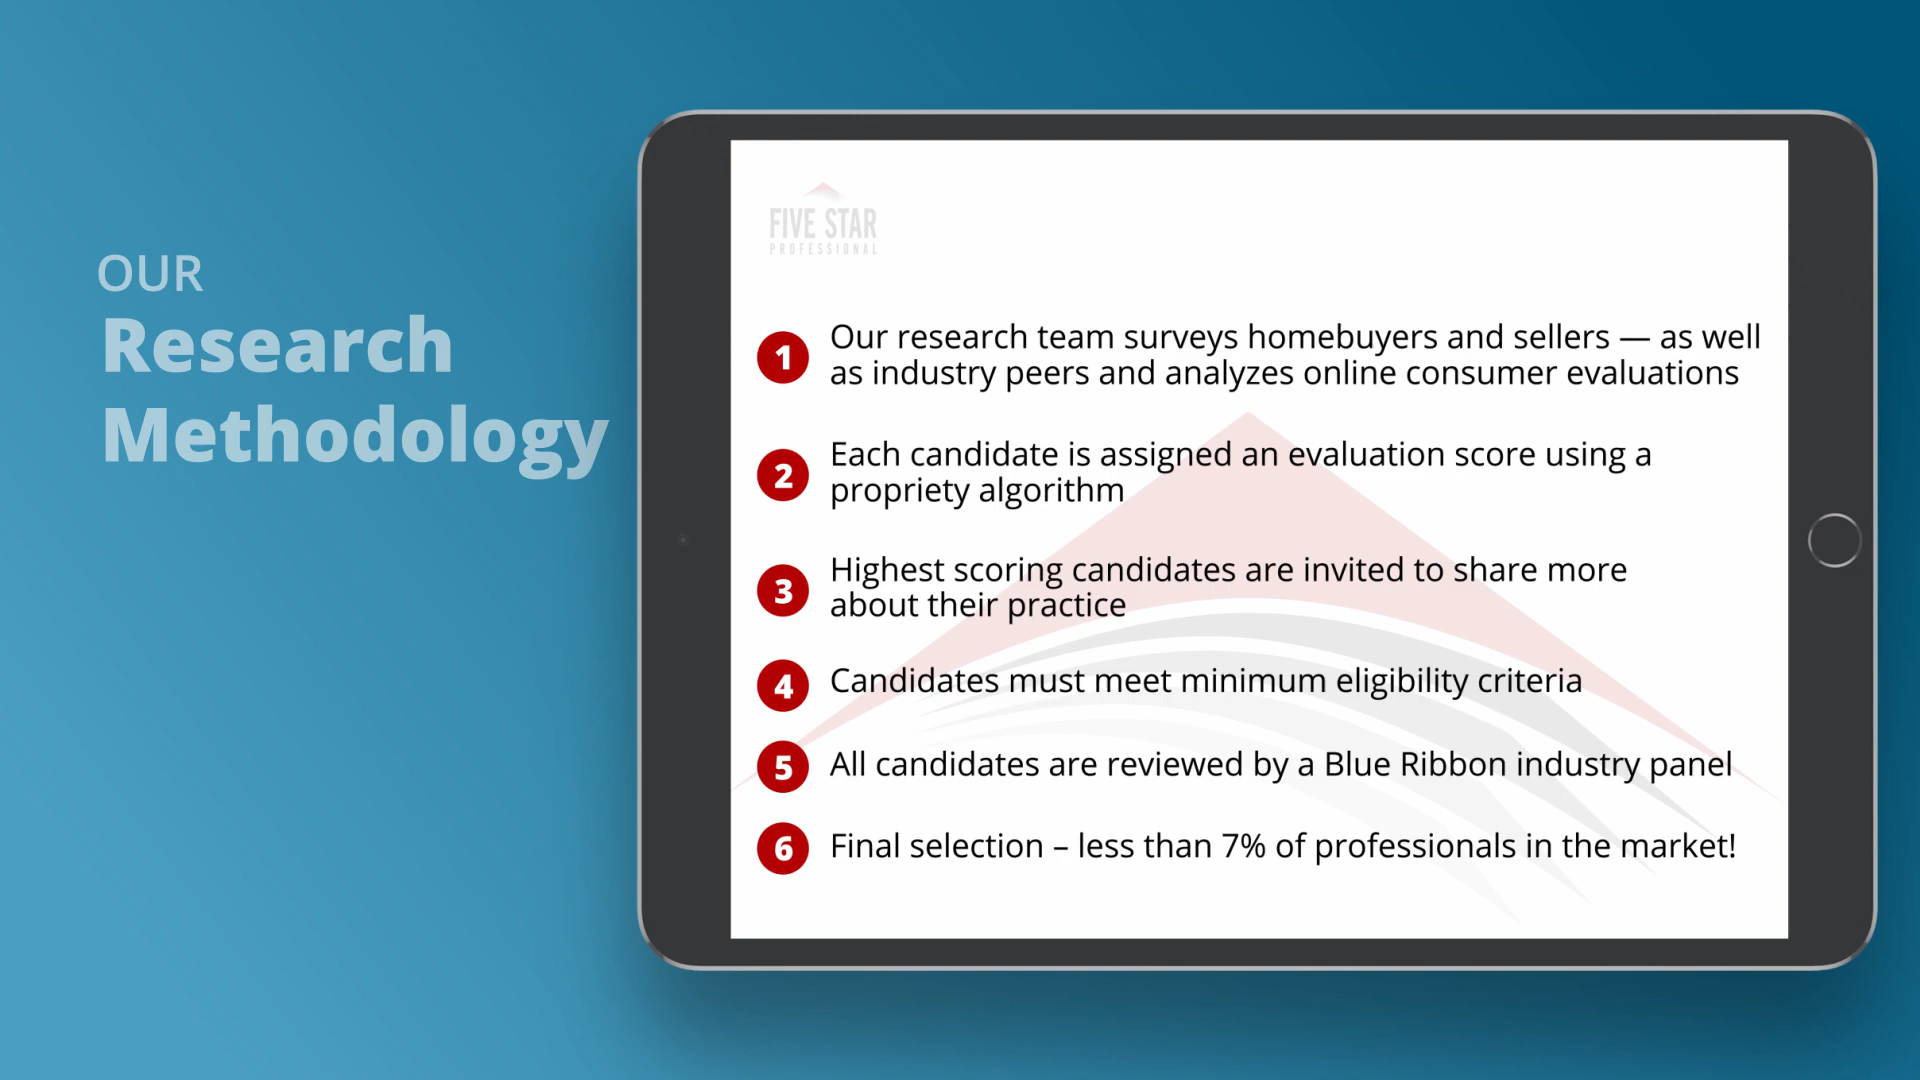 OUR
Research
Methodology
FIVE STAR
PROFESSIONAL
1
Our research team surveys homebuyers and sellers — as well
as industry peers and analyzes online consumer evaluations
2
Each candidate is assigned an evaluation score using a
propriety algorithm
3
Highest scoring candidates are invited to share more
about their practice
4
Candidates must meet minimum eligibility criteria
5
All candidates are reviewed by a Blue Ribbon industry panel
6
Final selection – less than 7% of professionals in the market!